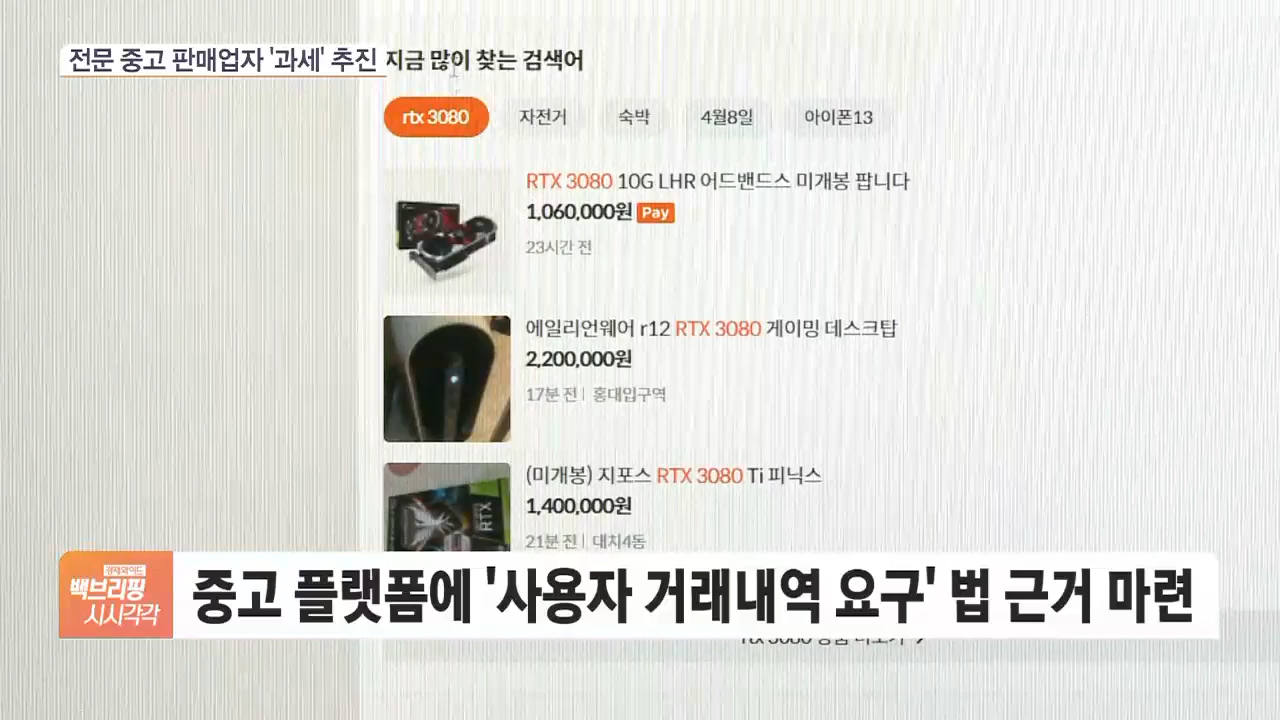 전문 중고 판매업자 '과세' 추진
지금 많이 찾는 검색어
rtx 3080 자전거 숙박 4월8일 아이폰13
RTX 3080 10G LHR 어드밴드스 미개봉 팝니다
1,060,000원 Pay
23시간 전
에일리언웨어 r12 RTX 3080 게이밍 데스크탑
2,200,000원
17분 전 | 홍대입구역
(미개봉) 지포스 RTX 3080 Ti 피닉스
1,400,000원
RTX
21분 전 | 대치4동
경제와이드
백브리핑
시시각각
중고 플랫폼에 '사용자 거래내역 요구' 법 근거 마련
rtx 3080